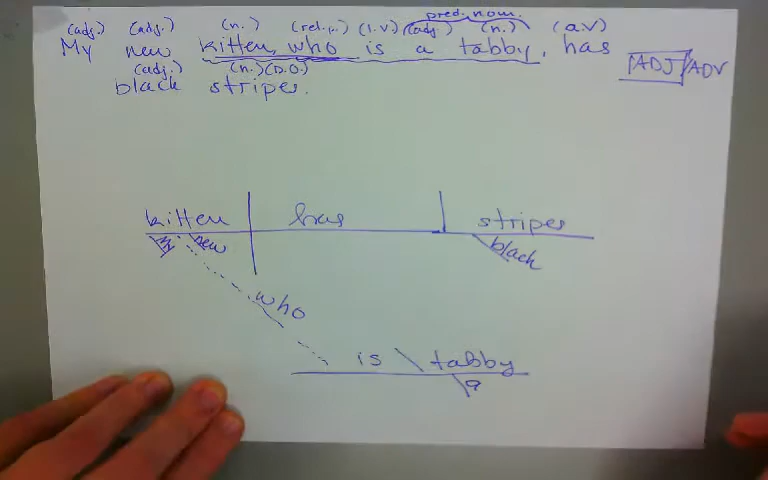 (adj.) (adj.) (n.) (rel. p.) (l.v) (adj.) pred. nom. (n.) (a.v)
My new kitten, who is a tabby, has
(adj.) (n.)(D.O.)
black stripes.
ADJ/ADV
kitten has stripes
My new black
who
is tabby
a